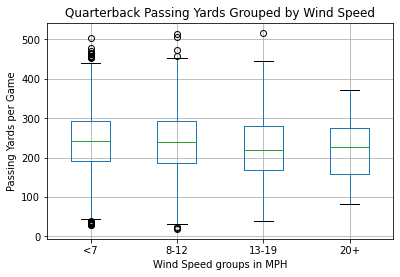 Quarterback Passing Yards Grouped by Wind Speed
500
400
300
200
100
0
Passing Yards per Game
<7 8-12 13-19 20+
Wind Speed groups in MPH